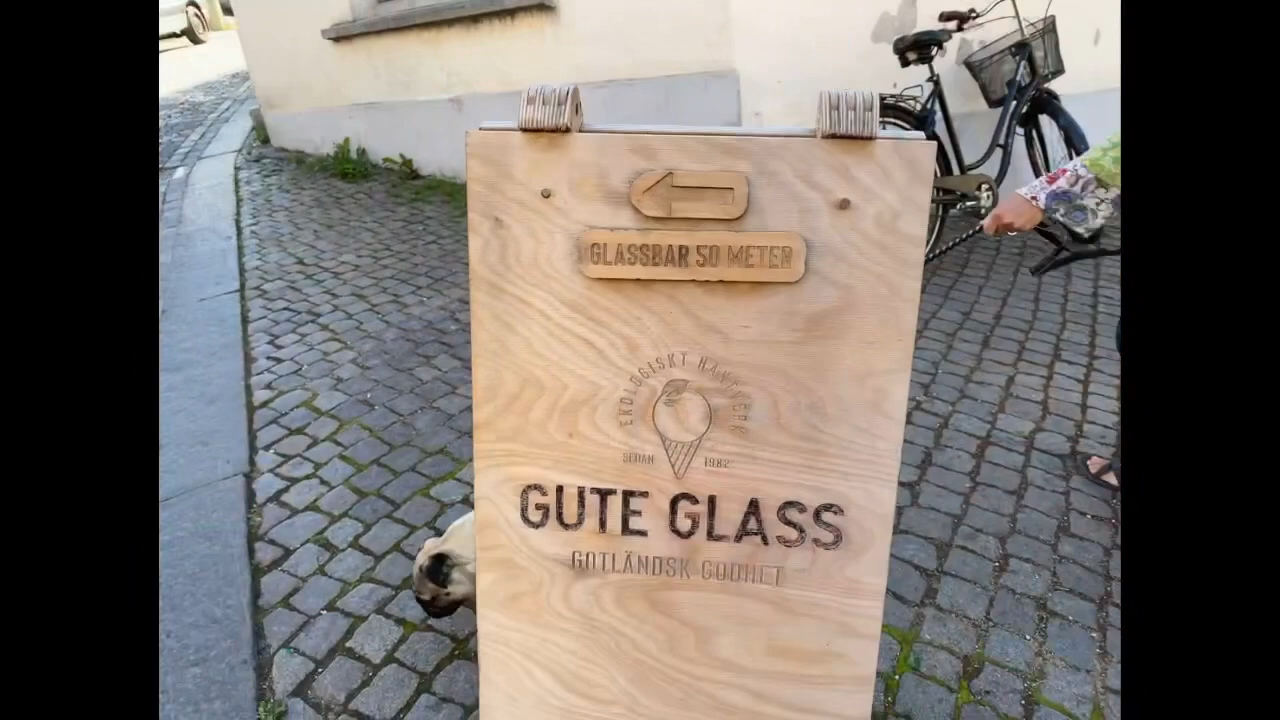 GLASSBAR 50 METER
EKOLOGISKT HANTVERK
SEDAN 1982
GUTE GLASS
GOTLÄNDSK GODHET